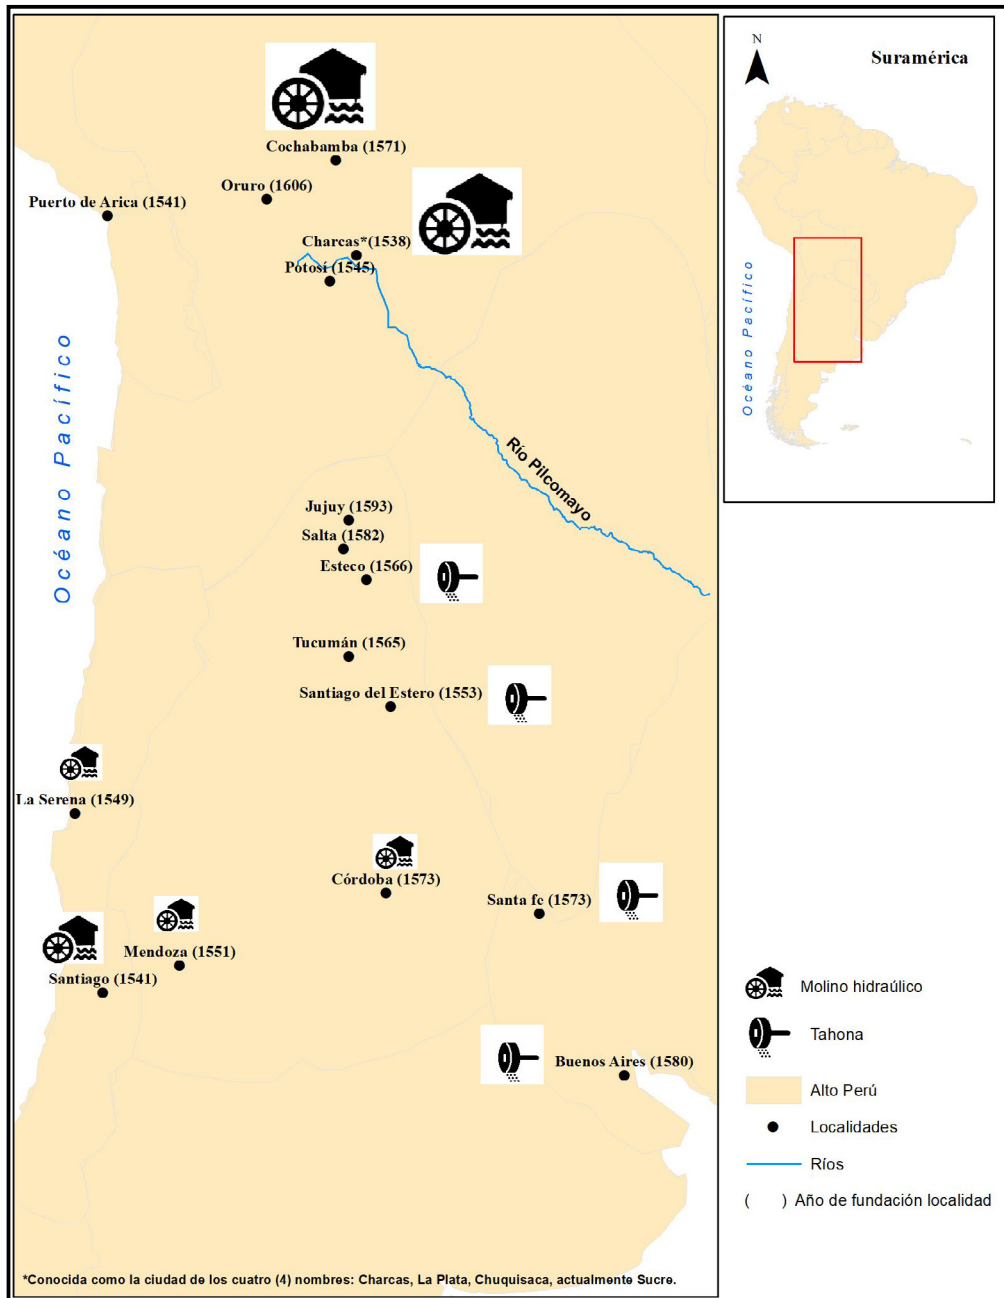 Cochabamba (1571)
Oruro (1606)
Puerto de Arica (1541)
Charcas*(1538)
Potosí (1545)
Océano Pacífico
Río Pilcomayo
Jujuy (1593)
Salta (1582)
Esteco (1566)
Tucumán (1565)
Santiago del Estero (1553)
La Serena (1549)
Córdoba (1573)
Santa fe (1573)
Mendoza (1551)
Santiago (1541)
Buenos Aires (1580)
*Conocida como la ciudad de los cuatro (4) nombres: Charcas, La Plata, Chuquisaca, actualmente Sucre.
N
Suramérica
Océano Pacífico
Molino hidraúlico
Tahona
Alto Perú
Localidades
Ríos
( ) Año de fundación localidad